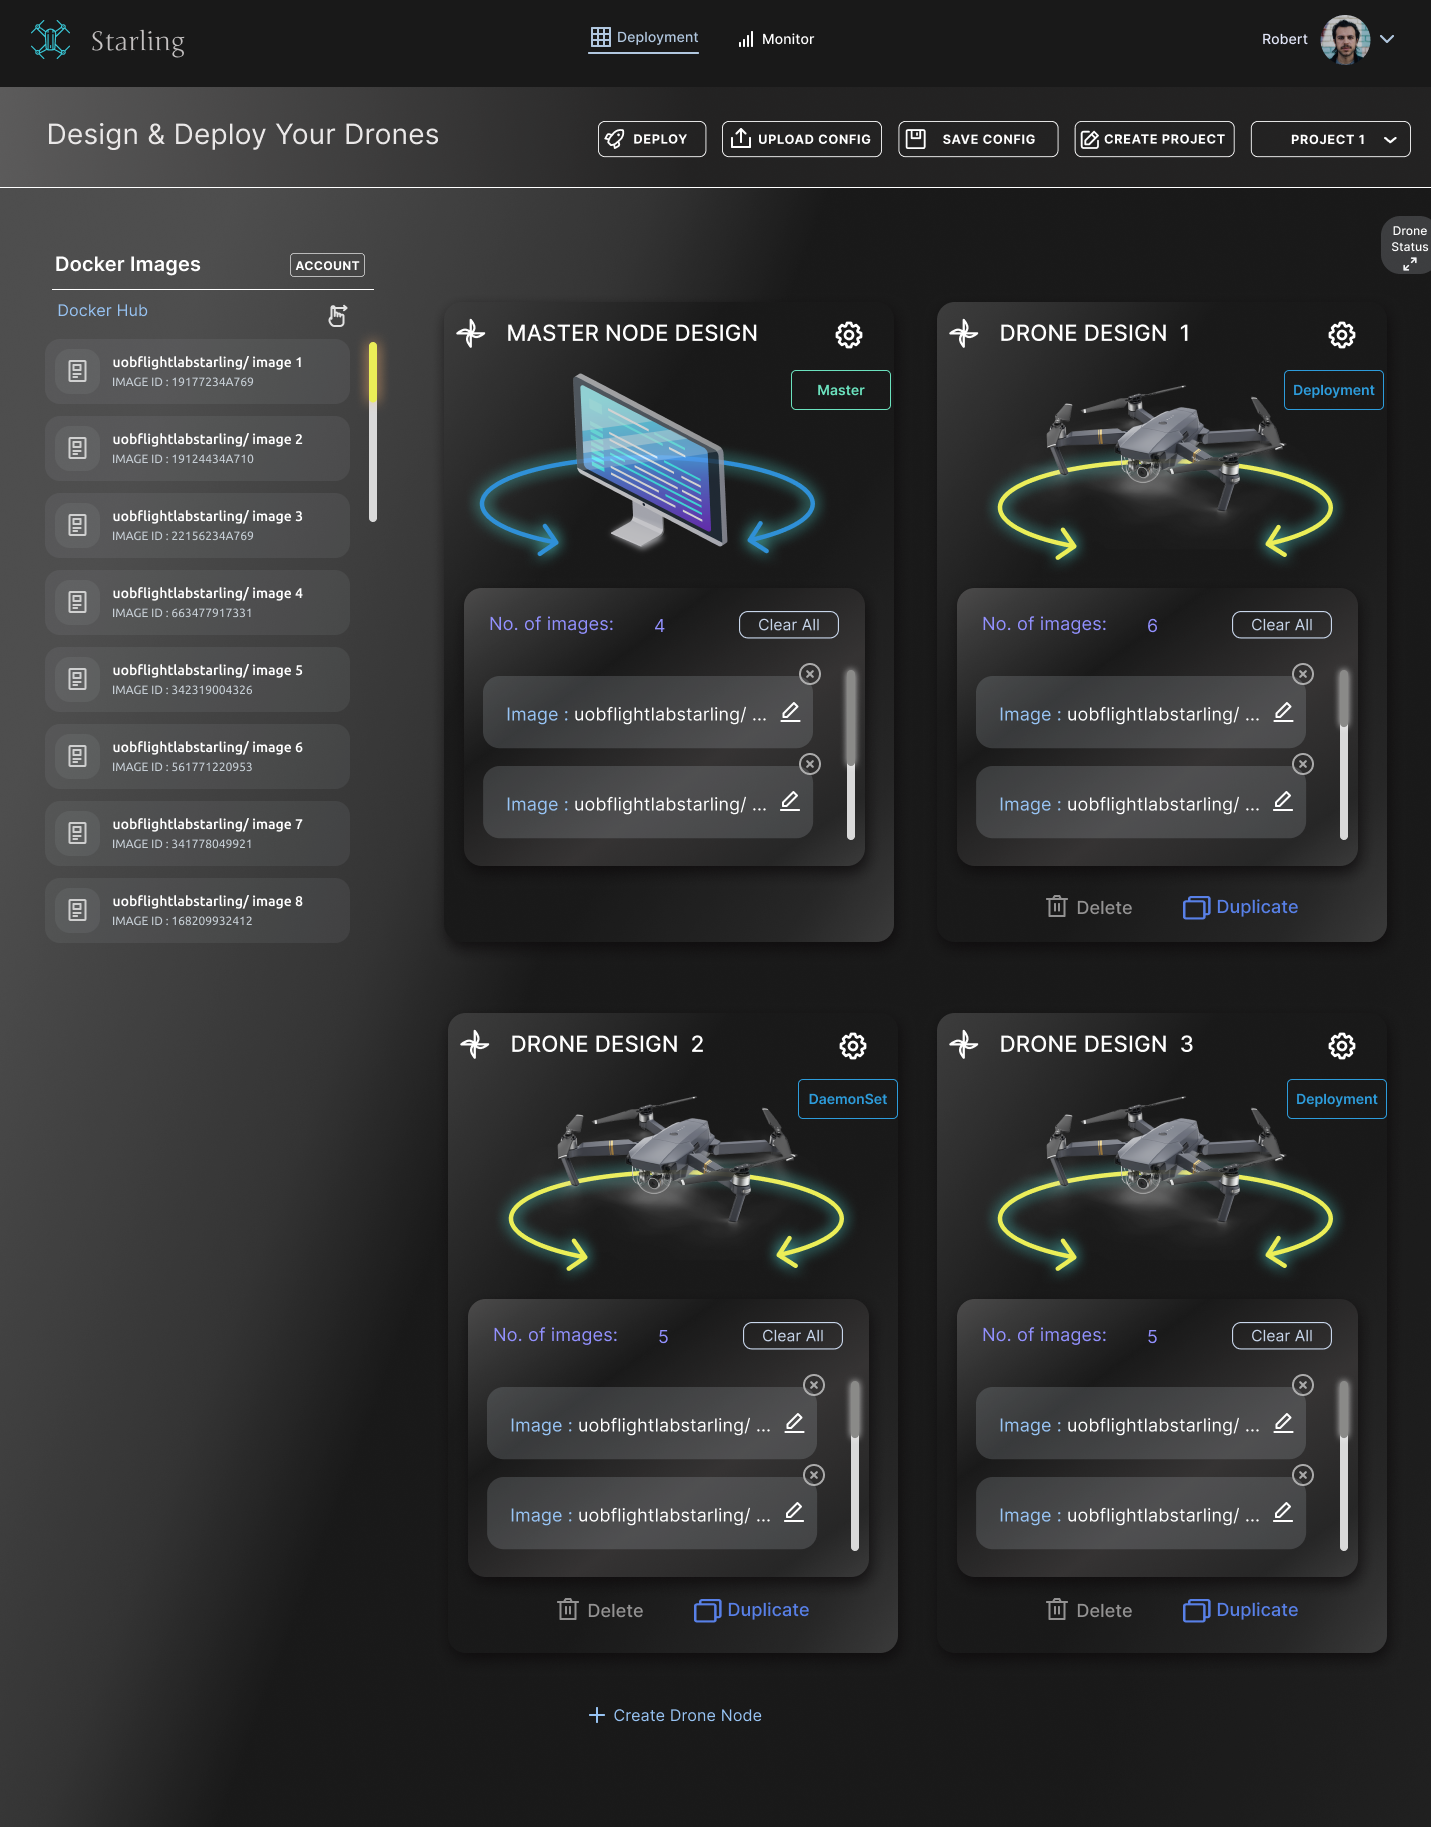 Starling
Deployment
Monitor
Robert
Design & Deploy Your Drones
DEPLOY
UPLOAD CONFIG
SAVE CONFIG
CREATE PROJECT
PROJECT 1
Drone
Status
Docker Images
ACCOUNT
Docker Hub
uobflightlabstarling/ image 1
IMAGE ID : 19177234A769
uobflightlabstarling/ image 2
IMAGE ID : 19124434A710
uobflightlabstarling/ image 3
IMAGE ID : 22156234A769
uobflightlabstarling/ image 4
IMAGE ID : 663477917331
uobflightlabstarling/ image 5
IMAGE ID : 342319004326
uobflightlabstarling/ image 6
IMAGE ID : 561771220953
uobflightlabstarling/ image 7
IMAGE ID : 341778049921
uobflightlabstarling/ image 8
IMAGE ID : 168209932412
MASTER NODE DESIGN
Master
No. of images: 4
Clear All
Image : uobflightlabstarling/ ...
Image : uobflightlabstarling/ ...
DRONE DESIGN 1
Deployment
No. of images: 6
Clear All
Image : uobflightlabstarling/ ...
Image : uobflightlabstarling/ ...
Delete
Duplicate
DRONE DESIGN 2
DaemonSet
No. of images: 5
Clear All
Image : uobflightlabstarling/ ...
Image : uobflightlabstarling/ ...
Delete
Duplicate
DRONE DESIGN 3
Deployment
No. of images: 5
Clear All
Image : uobflightlabstarling/ ...
Image : uobflightlabstarling/ ...
Delete
Duplicate
Create Drone Node